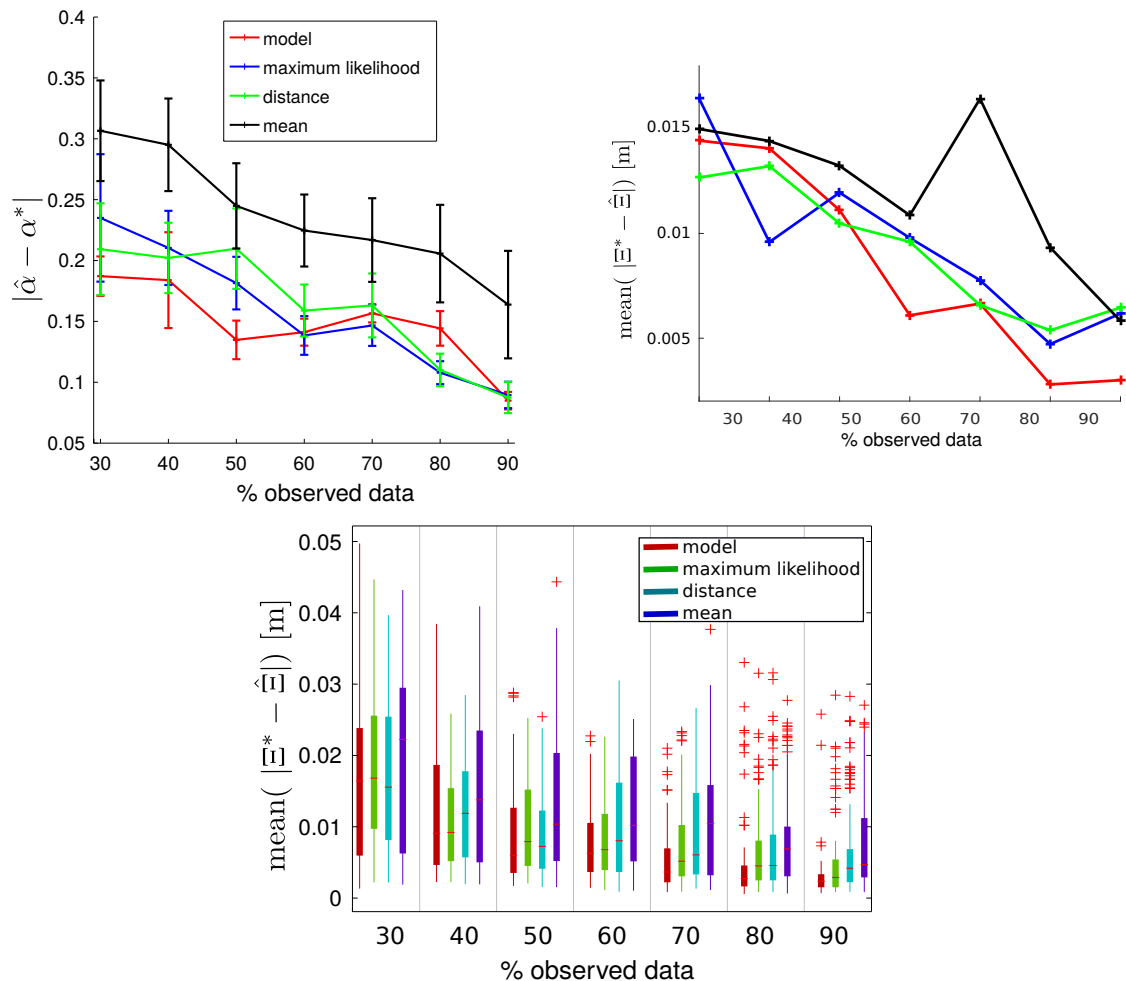 0.4
0.35
0.3
0.25
0.2
0.15
0.1
0.05
|α̂ − α*|
model
maximum likelihood
distance
mean
30 40 50 60 70 80 90
% observed data
0.015
0.01
0.005
mean( |Ξ* − Ξ̂|) [m]
30 40 50 60 70 80 90
% observed data
0.05
0.04
0.03
0.02
0.01
0
mean( |Ξ* − Ξ̂|) [m]
model
maximum likelihood
distance
mean
30 40 50 60 70 80 90
% observed data